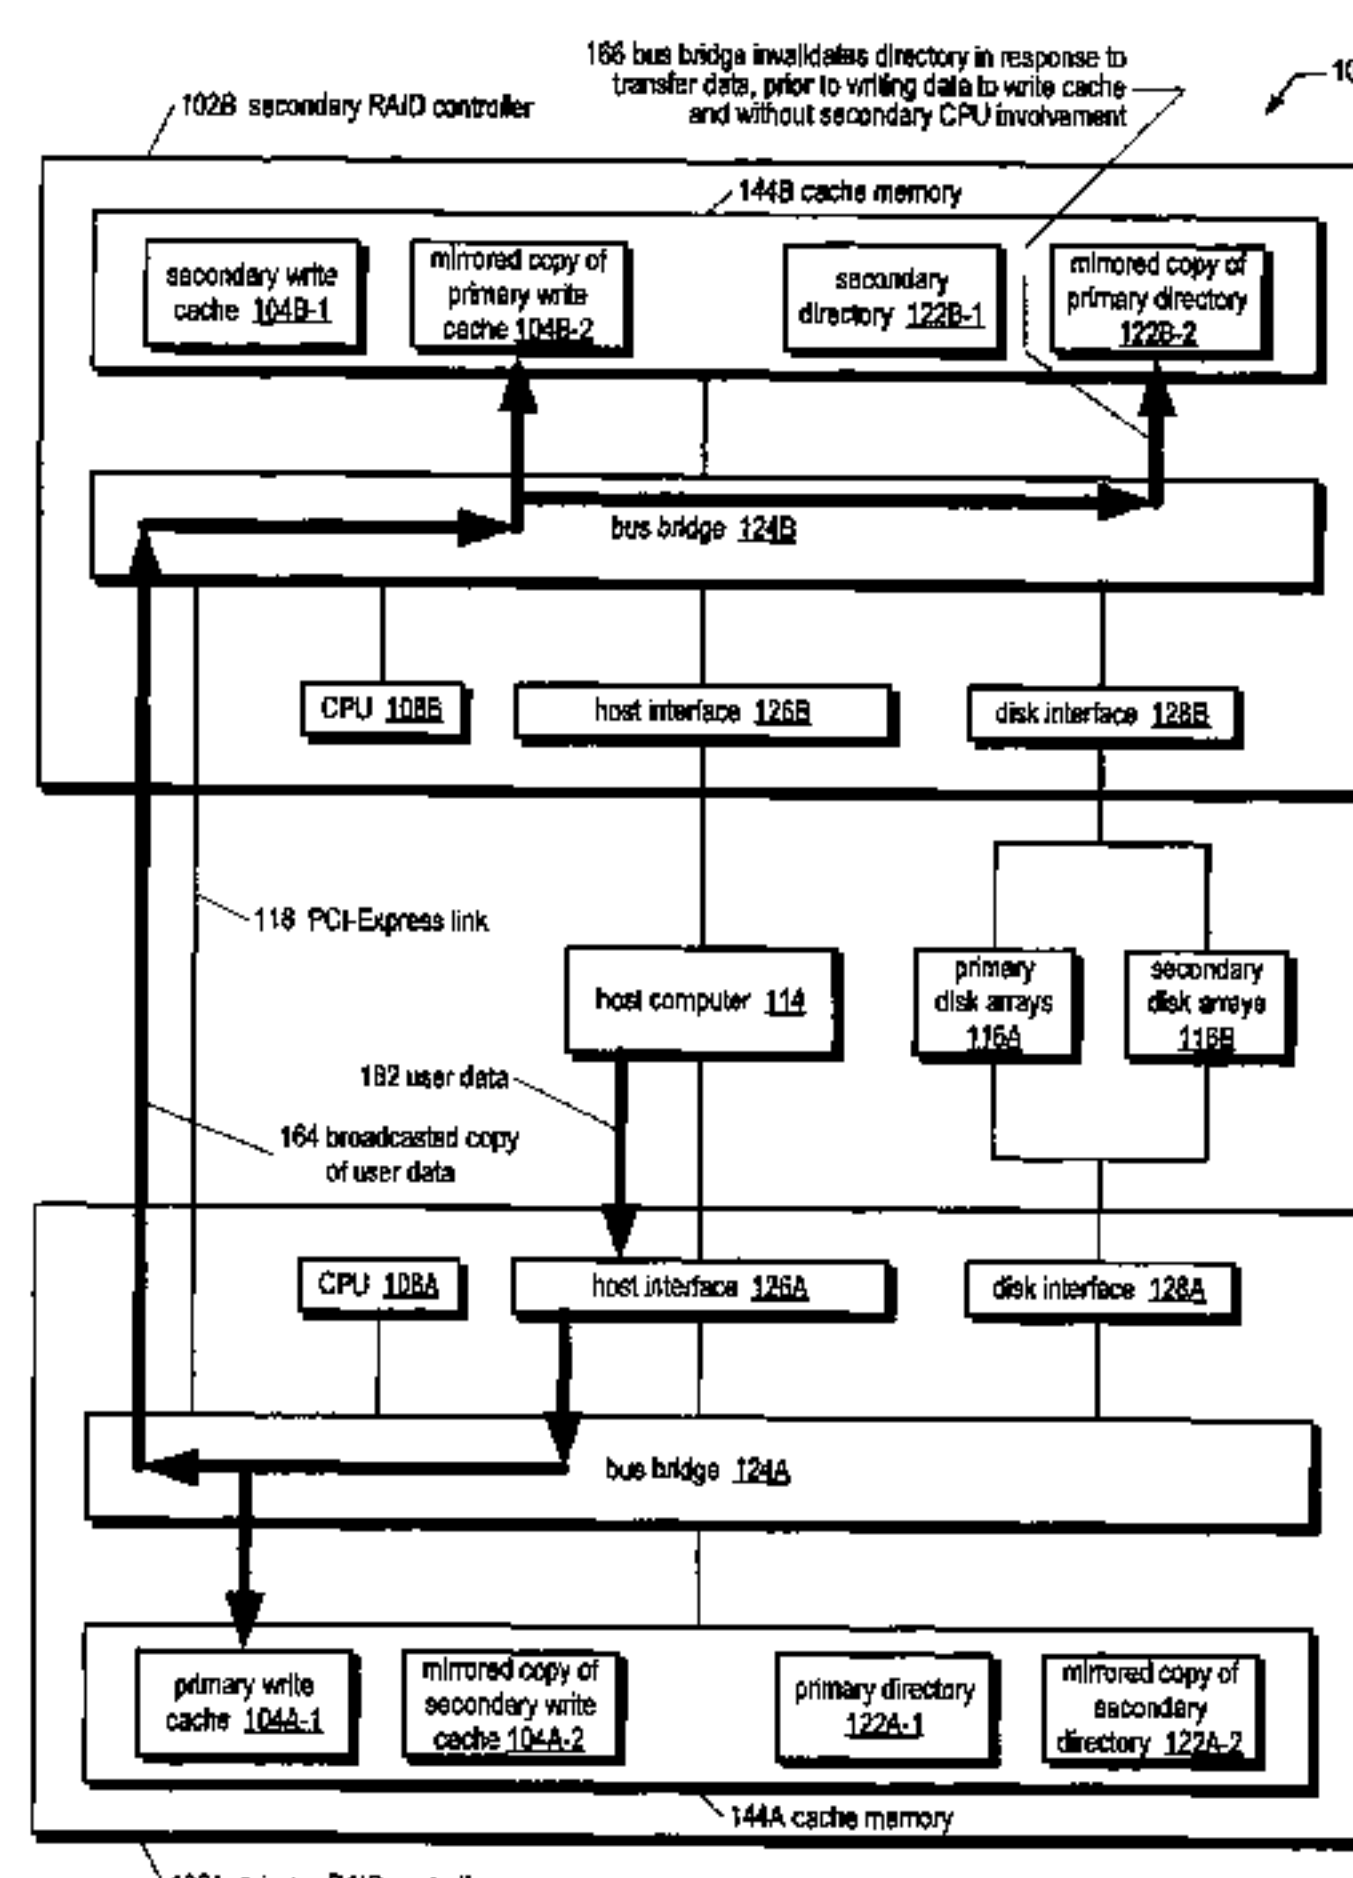 166 bus bridge invalidates directory in response to
transfer data, prior to writing data to write cache
and without secondary CPU involvement
10
102B secondary RAID controller
144B cache memory
secondary write
cache 104B-1
mirrored copy of
primary write
cache 104B-2
secondary
directory 122B-1
mirrored copy of
primary directory
122B-2
bus bridge 124B
CPU 108B
host interface 126B
disk interface 128B
118 PCI-Express link
host computer 114
primary
disk arrays
116A
secondary
disk arrays
116B
162 user data
164 broadcasted copy
of user data
CPU 108A
host interface 126A
disk interface 128A
bus bridge 124A
primary write
cache 104A-1
mirrored copy of
secondary write
cache 104A-2
primary directory
122A-1
mirrored copy of
secondary
directory 122A-2
144A cache memory